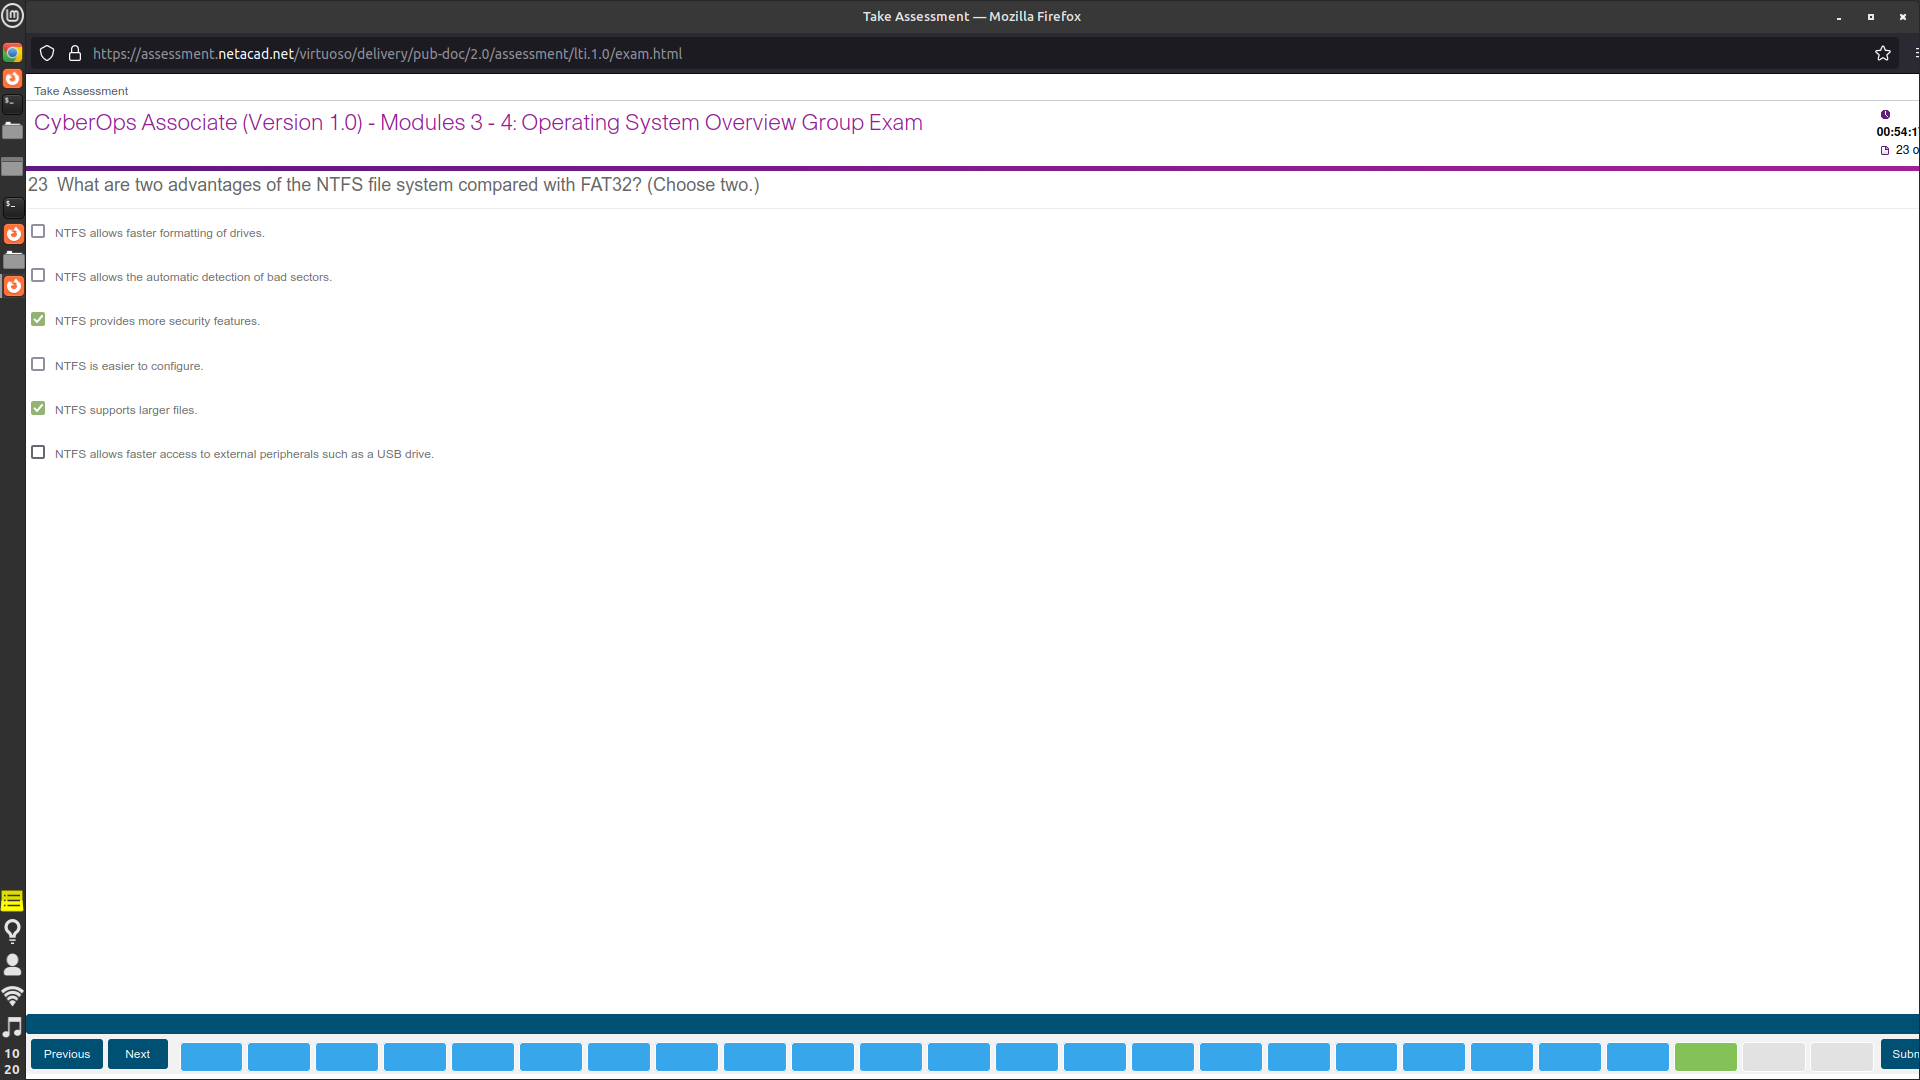 Take Assessment — Mozilla Firefox
https://assessment.netacad.net/virtuoso/delivery/pub-doc/2.0/assessment/lti.1.0/exam.html
Take Assessment
CyberOps Associate (Version 1.0) - Modules 3 - 4: Operating System Overview Group Exam
00:54:1
23 o
23 What are two advantages of the NTFS file system compared with FAT32? (Choose two.)
NTFS allows faster formatting of drives.
NTFS allows the automatic detection of bad sectors.
NTFS provides more security features.
NTFS is easier to configure.
NTFS supports larger files.
NTFS allows faster access to external peripherals such as a USB drive.
Previous
Next
Subm
10
20